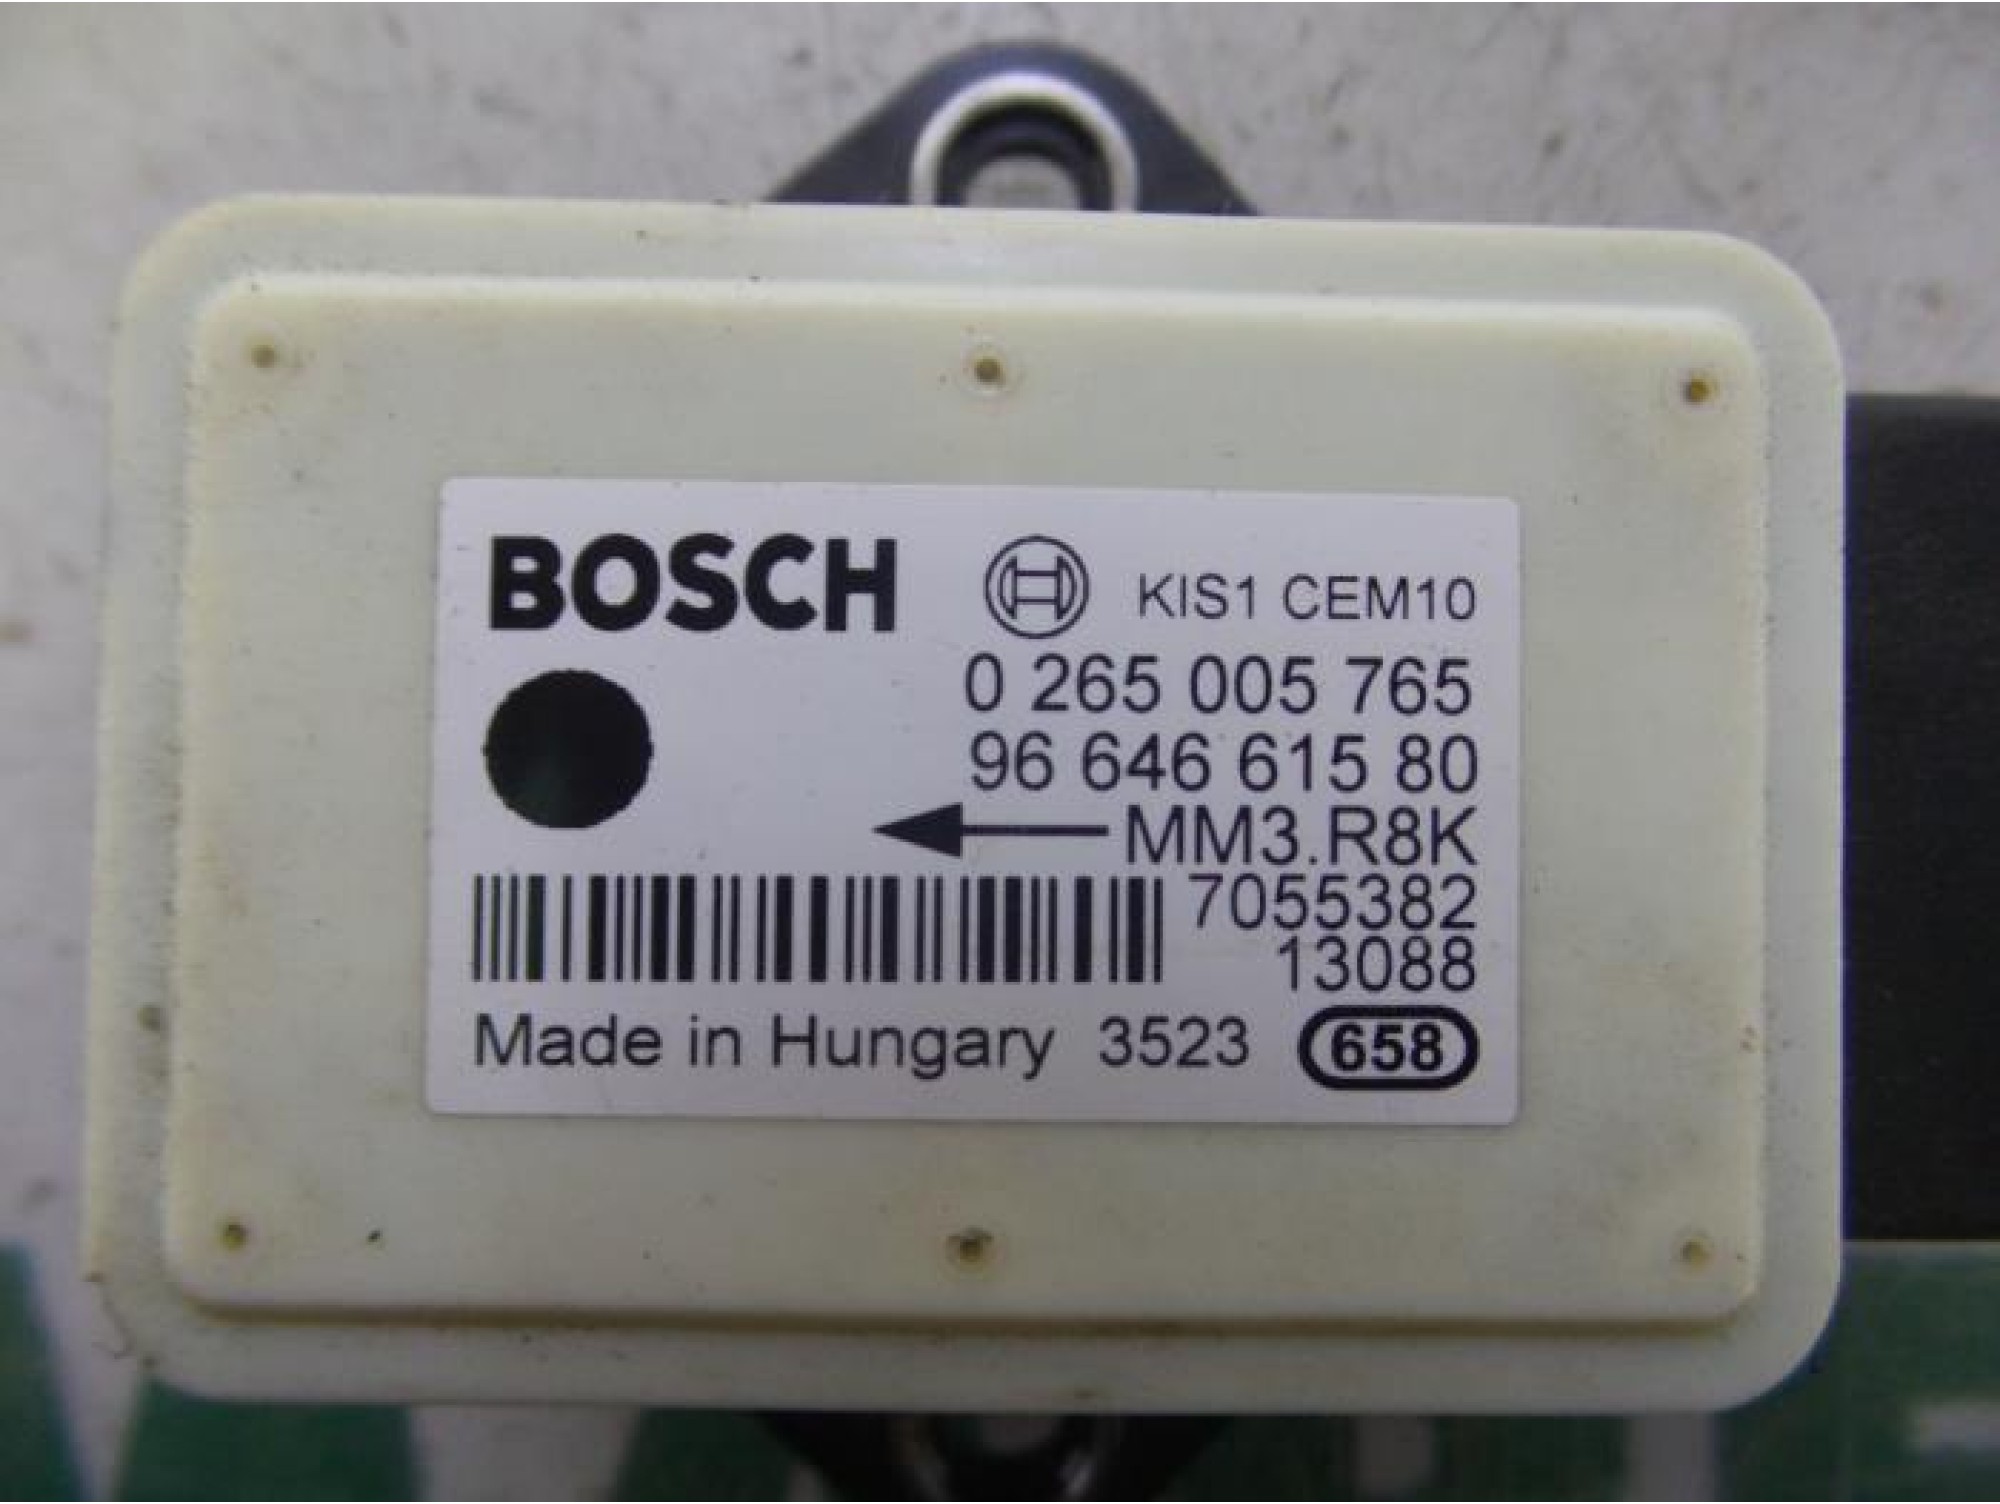 BOSCH KIS1 CEM10
0 265 005 765
96 646 615 80
MM3.R8K
7055382
13088
Made in Hungary 3523 658